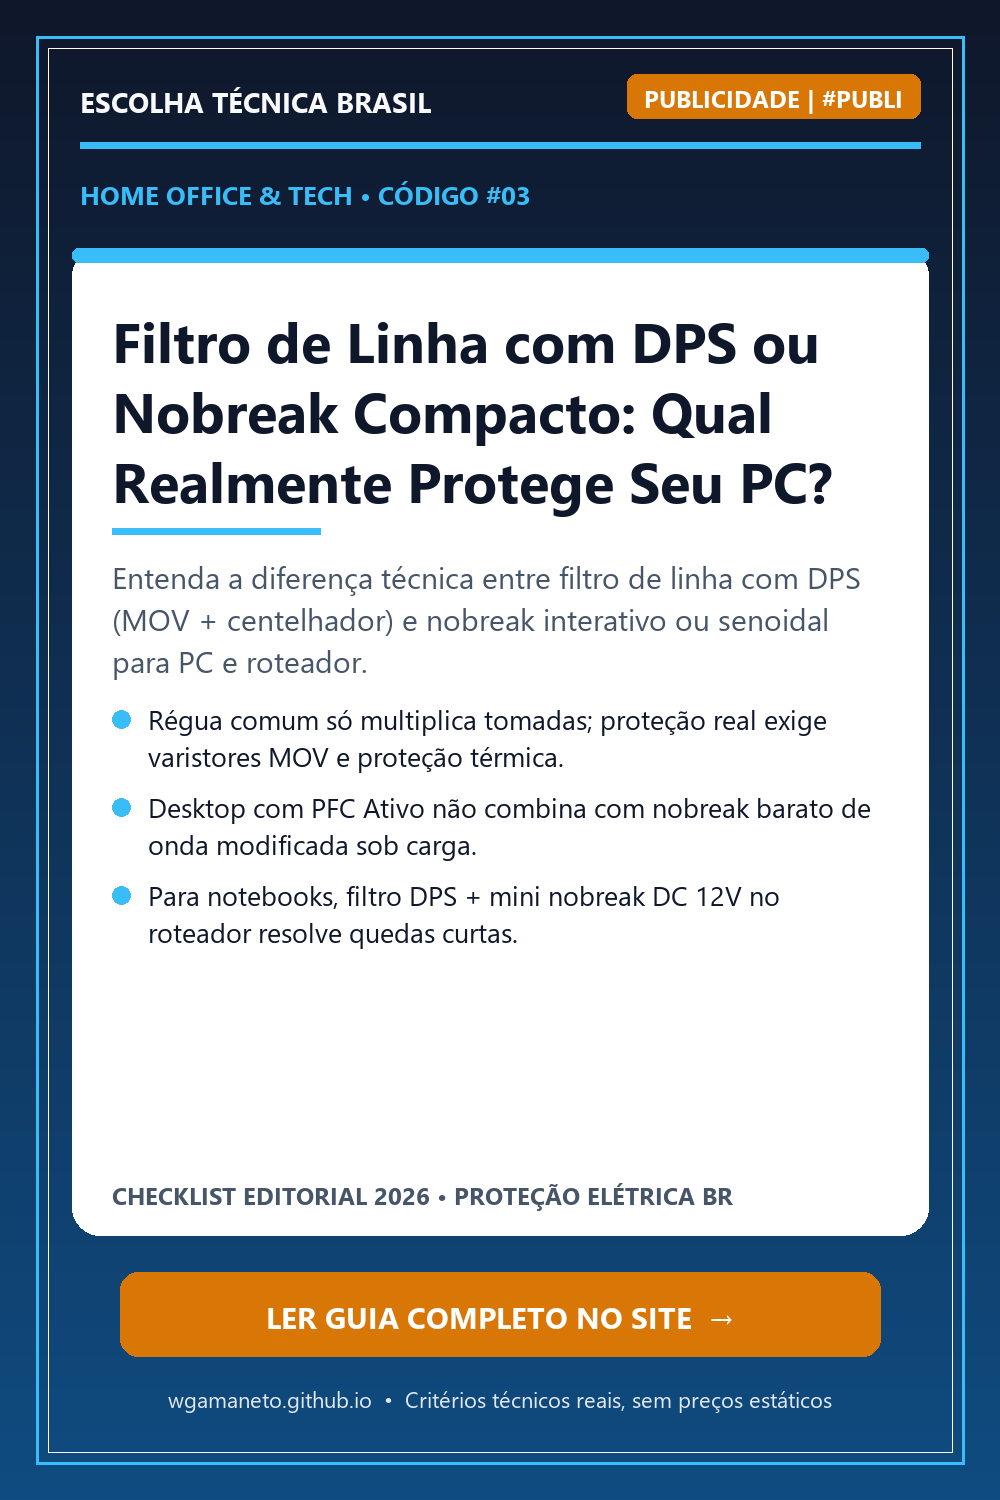 ESCOLHA TÉCNICA BRASIL
PUBLICIDADE | #PUBLI
HOME OFFICE & TECH • CÓDIGO #03
Filtro de Linha com DPS ou
Nobreak Compacto: Qual
Realmente Protege Seu PC?
Entenda a diferença técnica entre filtro de linha com DPS
(MOV + centelhador) e nobreak interativo ou senoidal
para PC e roteador.
Régua comum só multiplica tomadas; proteção real exige
varistores MOV e proteção térmica.
Desktop com PFC Ativo não combina com nobreak barato de
onda modificada sob carga.
Para notebooks, filtro DPS + mini nobreak DC 12V no
roteador resolve quedas curtas.
CHECKLIST EDITORIAL 2026 • PROTEÇÃO ELÉTRICA BR
LER GUIA COMPLETO NO SITE →
wgamaneto.github.io • Critérios técnicos reais, sem preços estáticos